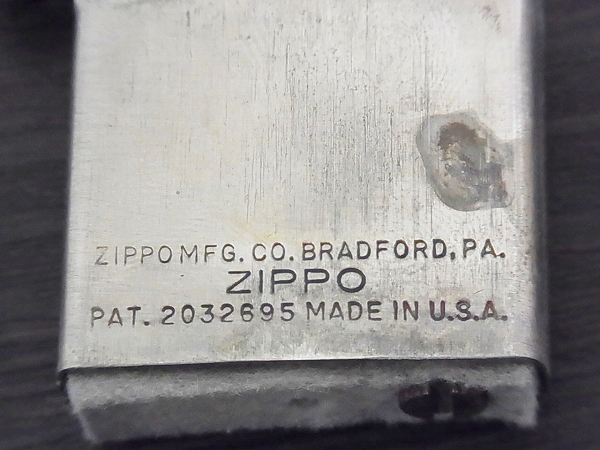 ZIPPO MFG. CO. BRADFORD, PA.
ZIPPO
PAT. 2032695 MADE IN U.S.A.